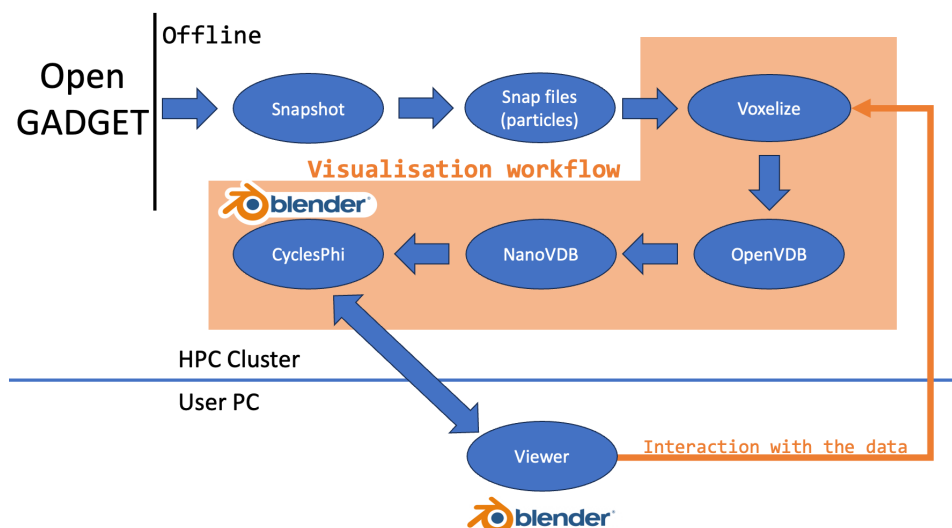 Offline
Open
GADGET
Snapshot
Snap files
(particles)
Voxelize
Visualisation workflow
blender
CyclesPhi
NanoVDB
OpenVDB
HPC Cluster
User PC
Viewer
Interaction with the data
blender